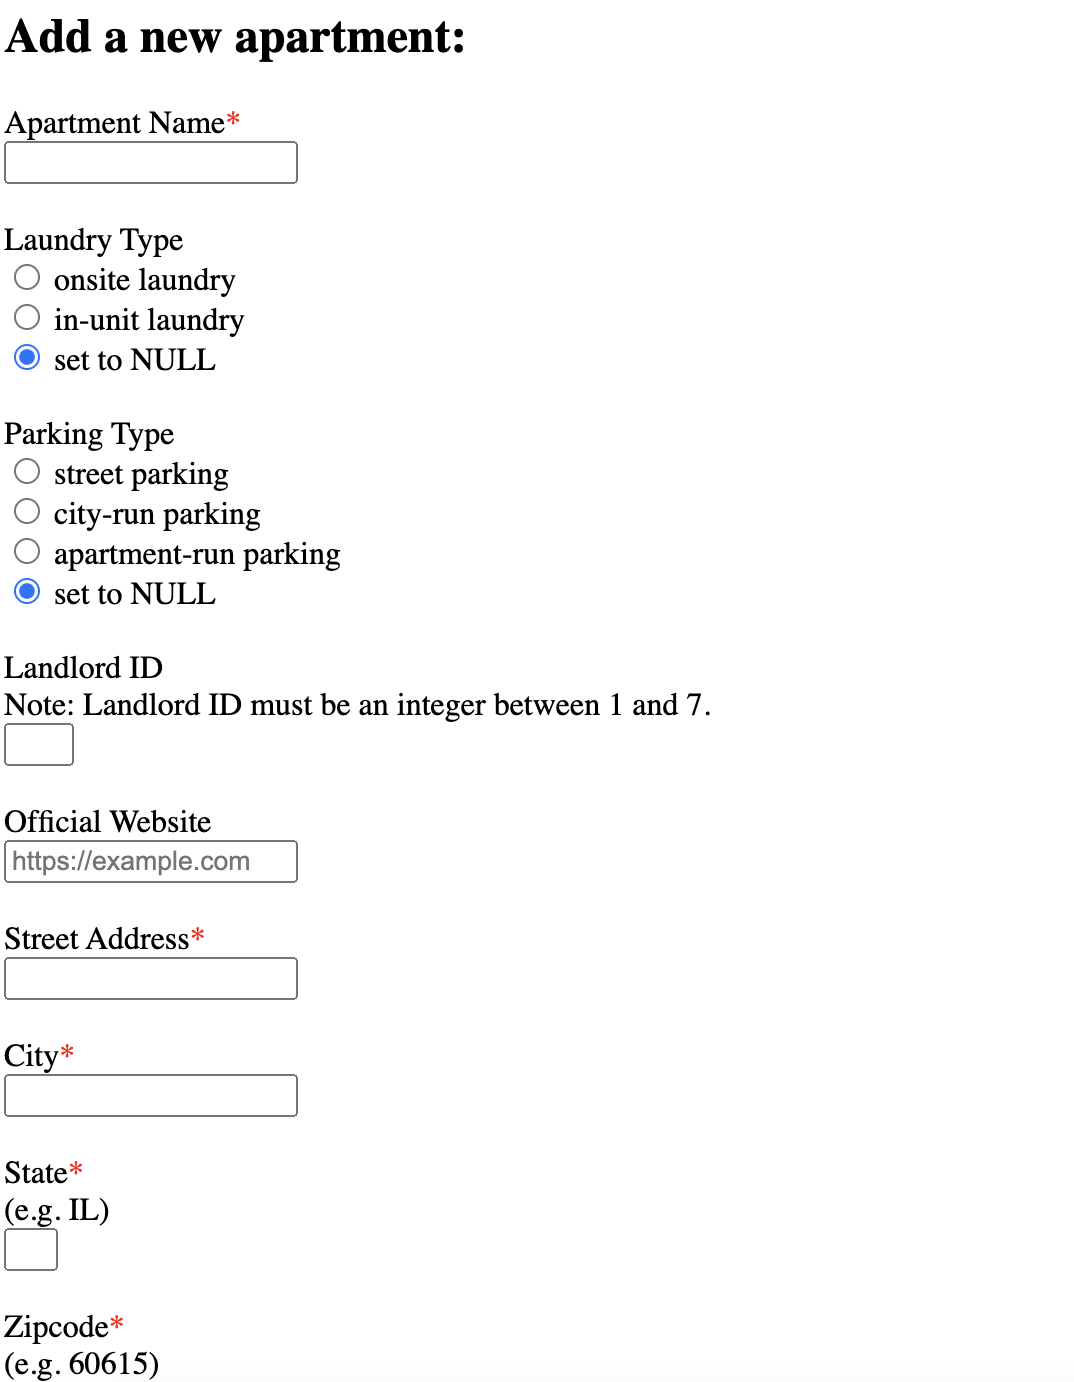 Add a new apartment:
Apartment Name*
Laundry Type
onsite laundry
in-unit laundry
set to NULL
Parking Type
street parking
city-run parking
apartment-run parking
set to NULL
Landlord ID
Note: Landlord ID must be an integer between 1 and 7.
Official Website
https://example.com
Street Address*
City*
State*
(e.g. IL)
Zipcode*
(e.g. 60615)